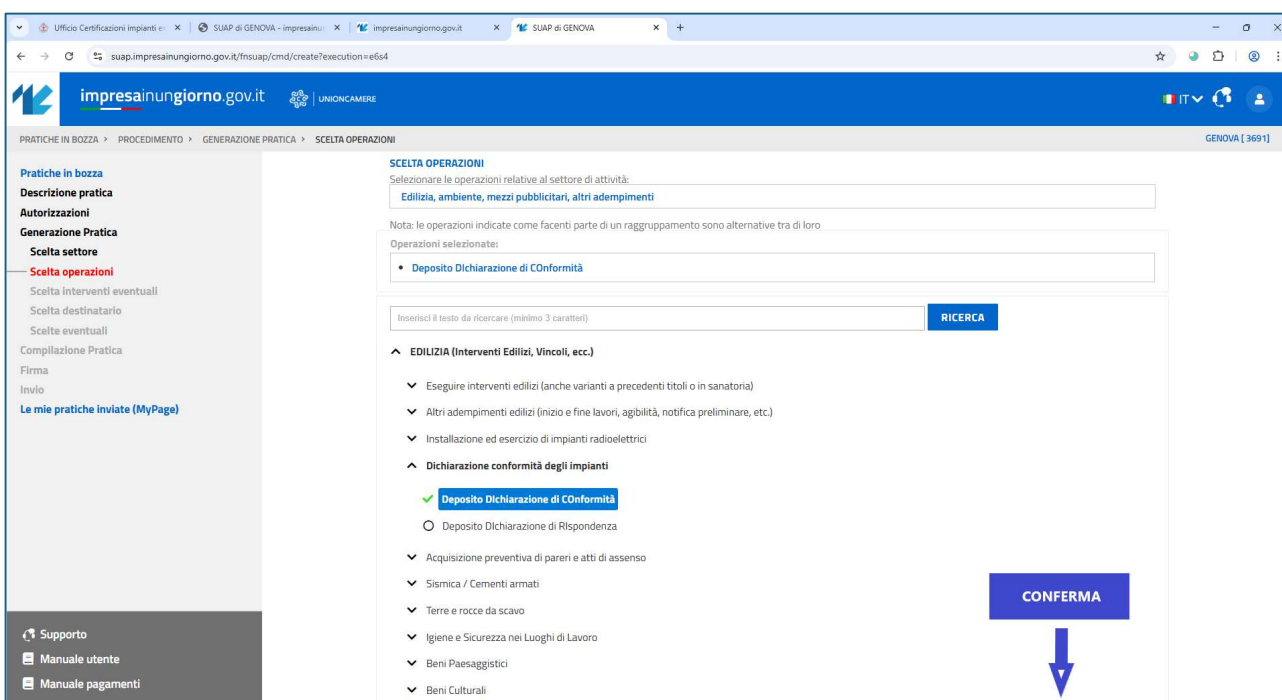 Ufficio Certificazioni impianti e
SUAP di GENOVA - impresainu
impresainungiorno.gov.it
SUAP di GENOVA
suap.impresainungiorno.gov.it/fnsuap/cmd/create?execution=e6s4
impresainungiorno.gov.it
UNIONCAMERE
IT
PRATICHE IN BOZZA > PROCEDIMENTO > GENERAZIONE PRATICA > SCELTA OPERAZIONI
GENOVA [ 3691]
Pratiche in bozza
Descrizione pratica
Autorizzazioni
Generazione Pratica
Scelta settore
Scelta operazioni
Scelta interventi eventuali
Scelta destinatario
Scelte eventuali
Compilazione Pratica
Firma
Invio
Le mie pratiche inviate (MyPage)
Supporto
Manuale utente
Manuale pagamenti
SCELTA OPERAZIONI
Selezionare le operazioni relative al settore di attività:
Edilizia, ambiente, mezzi pubblicitari, altri adempimenti
Nota: le operazioni indicate come facenti parte di un raggruppamento sono alternative tra di loro
Operazioni selezionate:
• Deposito DIchiarazione di COnformità
Inserisci il testo da ricercare (minimo 3 caratteri)
RICERCA
EDILIZIA (Interventi Edilizi, Vincoli, ecc.)
Eseguire interventi edilizi (anche varianti a precedenti titoli o in sanatoria)
Altri adempimenti edilizi (inizio e fine lavori, agibilità, notifica preliminare, etc.)
Installazione ed esercizio di impianti radioelettrici
Dichiarazione conformità degli impianti
Deposito DIchiarazione di COnformità
Deposito DIchiarazione di RIspondenza
Acquisizione preventiva di pareri e atti di assenso
Sismica / Cementi armati
Terre e rocce da scavo
Igiene e Sicurezza nei Luoghi di Lavoro
Beni Paesaggistici
Beni Culturali
CONFERMA